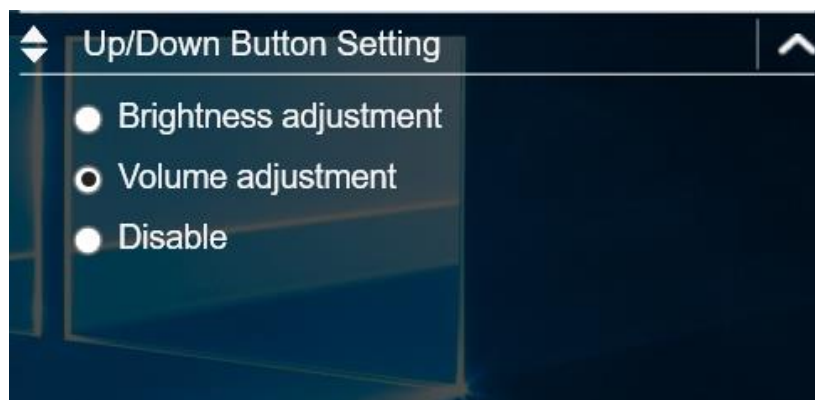 Up/Down Button Setting
Brightness adjustment
Volume adjustment
Disable